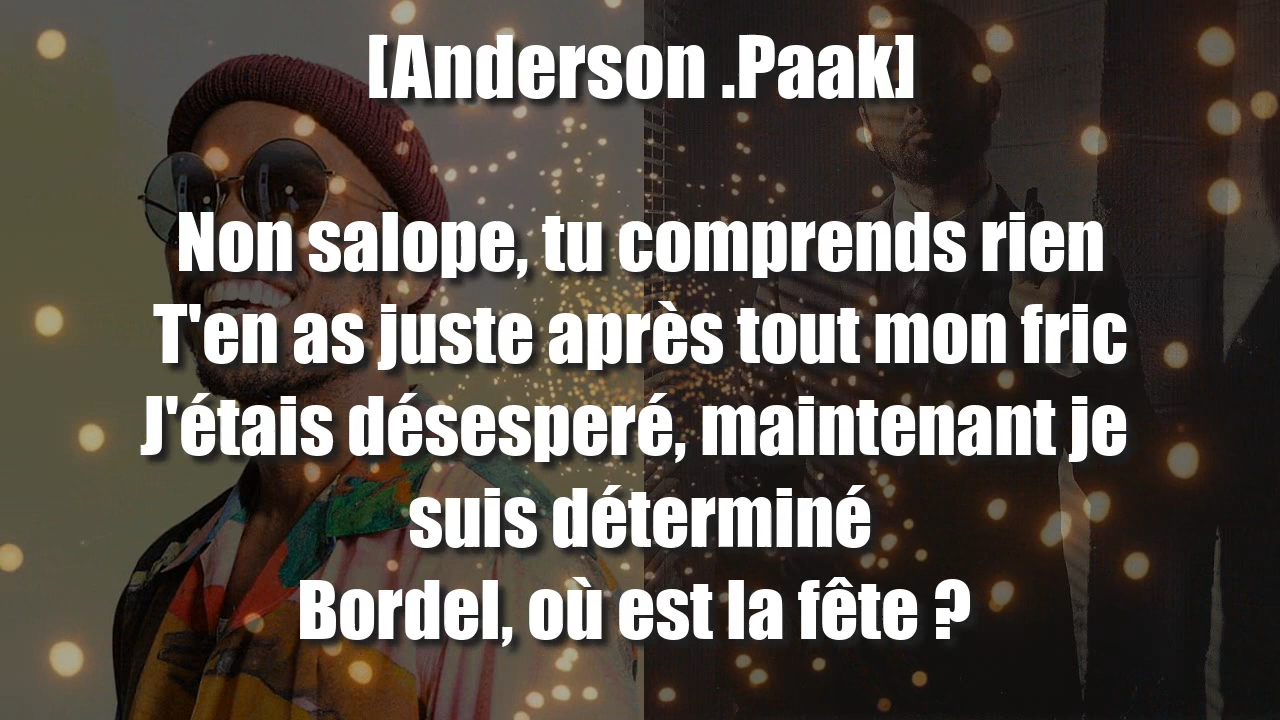 [Anderson .Paak]
Non salope, tu comprends rien
T'en as juste après tout mon fric
J'étais désesperé, maintenant je
suis déterminé
Bordel, où est la fête ?